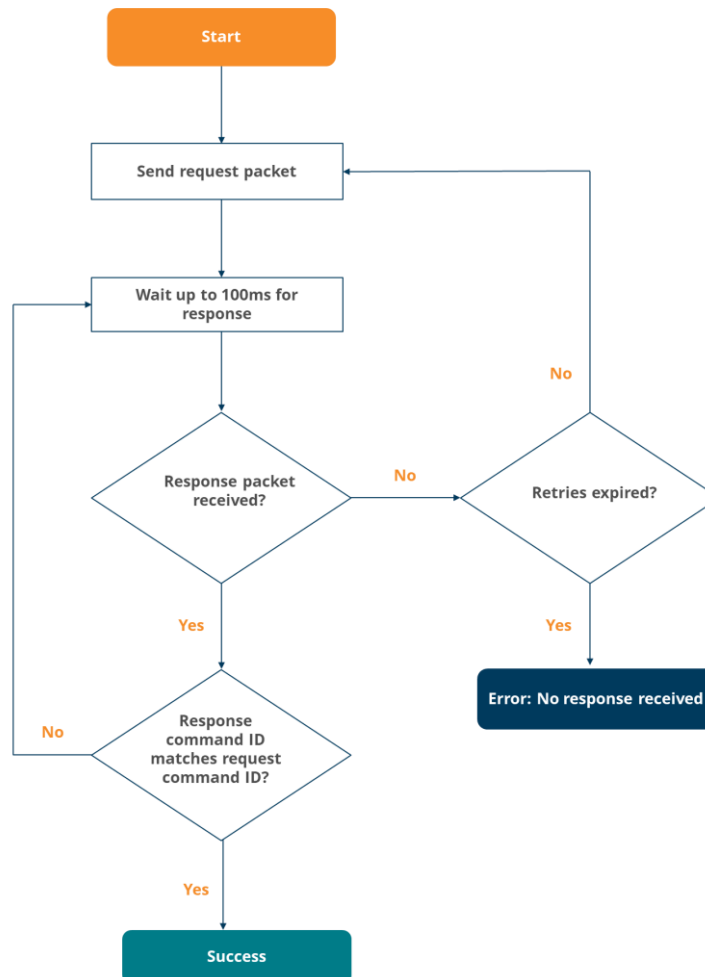 Start
Send request packet
Wait up to 100ms for
response
No
Response packet
received?
No
Retries expired?
Yes
Yes
Error: No response received
No
Response
command ID
matches request
command ID?
Yes
Success